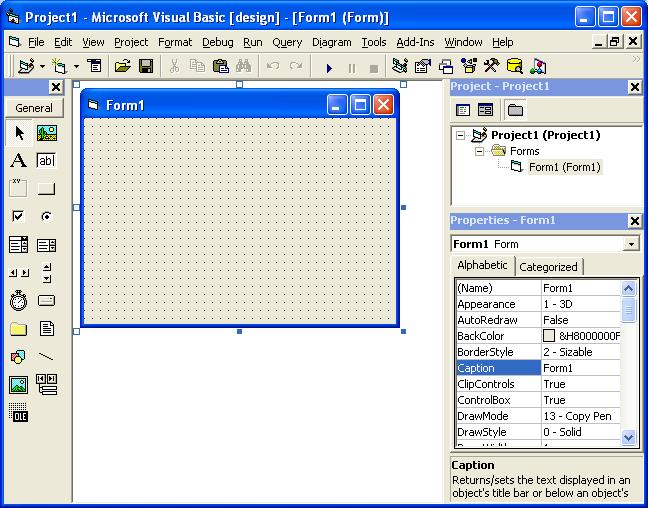 Project1 - Microsoft Visual Basic [design] - [Form1 (Form)]
File Edit View Project Format Debug Run Query Diagram Tools Add-Ins Window Help
General
A ab|
XY
OLE
Form1
Project - Project1
Project1 (Project1)
Forms
Form1 (Form1)
Properties - Form1
Form1 Form
Alphabetic Categorized
(Name) Form1
Appearance 1 - 3D
AutoRedraw False
BackColor &H8000000F
BorderStyle 2 - Sizable
Caption Form1
ClipControls True
ControlBox True
DrawMode 13 - Copy Pen
DrawStyle 0 - Solid
Caption
Returns/sets the text displayed in an
object's title bar or below an object's